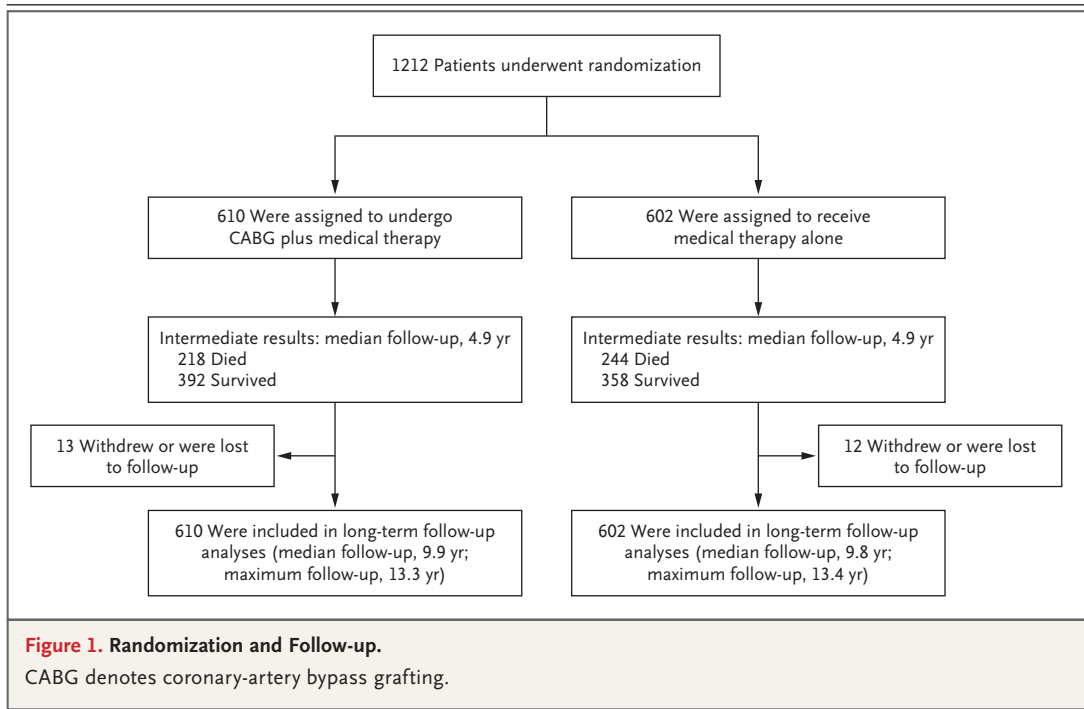 1212 Patients underwent randomization
610 Were assigned to undergo
CABG plus medical therapy
602 Were assigned to receive
medical therapy alone
Intermediate results: median follow-up, 4.9 yr
218 Died
392 Survived
Intermediate results: median follow-up, 4.9 yr
244 Died
358 Survived
13 Withdrew or were lost
to follow-up
12 Withdrew or were lost
to follow-up
610 Were included in long-term follow-up
analyses (median follow-up, 9.9 yr;
maximum follow-up, 13.3 yr)
602 Were included in long-term follow-up
analyses (median follow-up, 9.8 yr;
maximum follow-up, 13.4 yr)
Figure 1. Randomization and Follow-up.
CABG denotes coronary-artery bypass grafting.